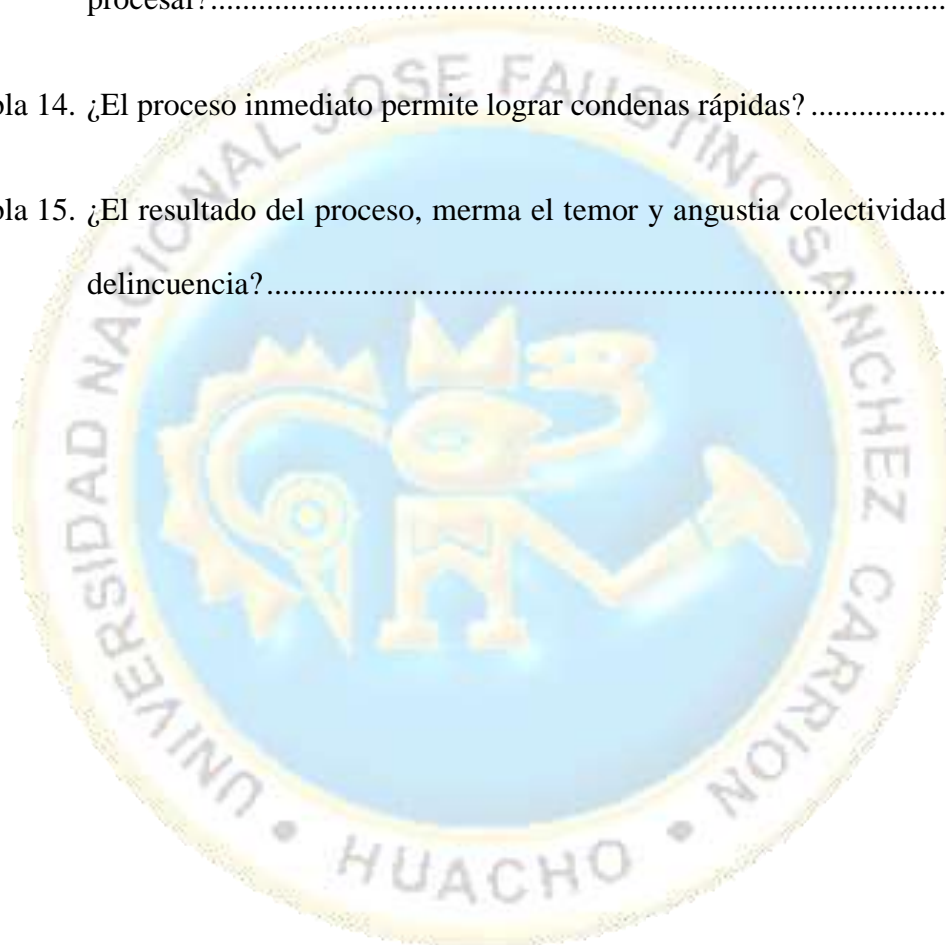 procesar?
bla 14. ¿El proceso inmediato permite lograr condenas rápidas?
bla 15. ¿El resultado del proceso, merma el temor y angustia colectividad
delincuencia?
UNIVERSIDAD NACIONAL JOSE FAUSTINO SANCHEZ CARRION • HUACHO •